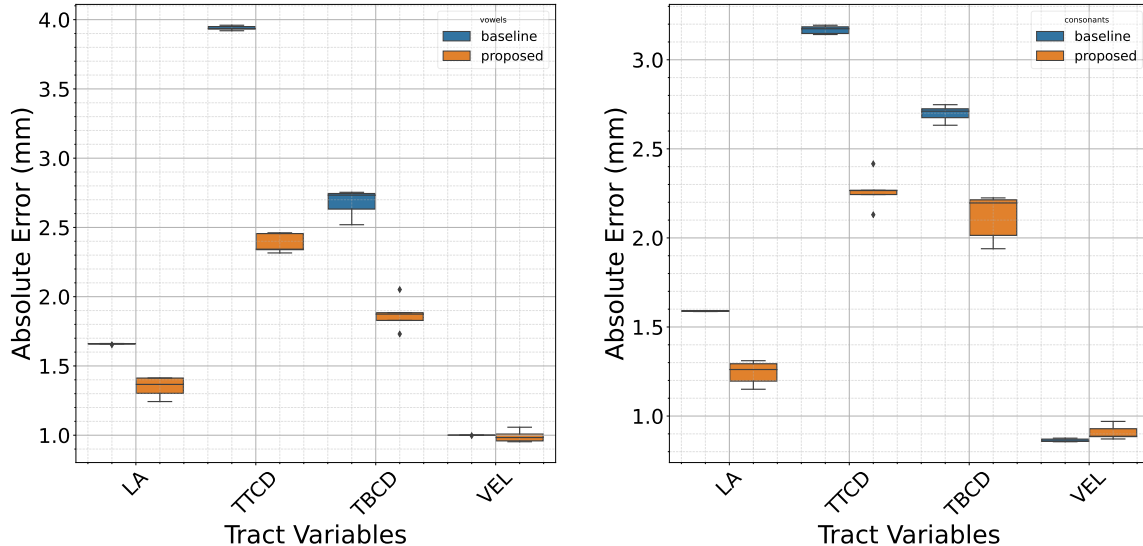 vowels
baseline
proposed
4.0
3.5
3.0
2.5
2.0
1.5
1.0
Absolute Error (mm)
LA
TTCD
TBCD
VEL
Tract Variables
consonants
baseline
proposed
3.0
2.5
2.0
1.5
1.0
Absolute Error (mm)
LA
TTCD
TBCD
VEL
Tract Variables